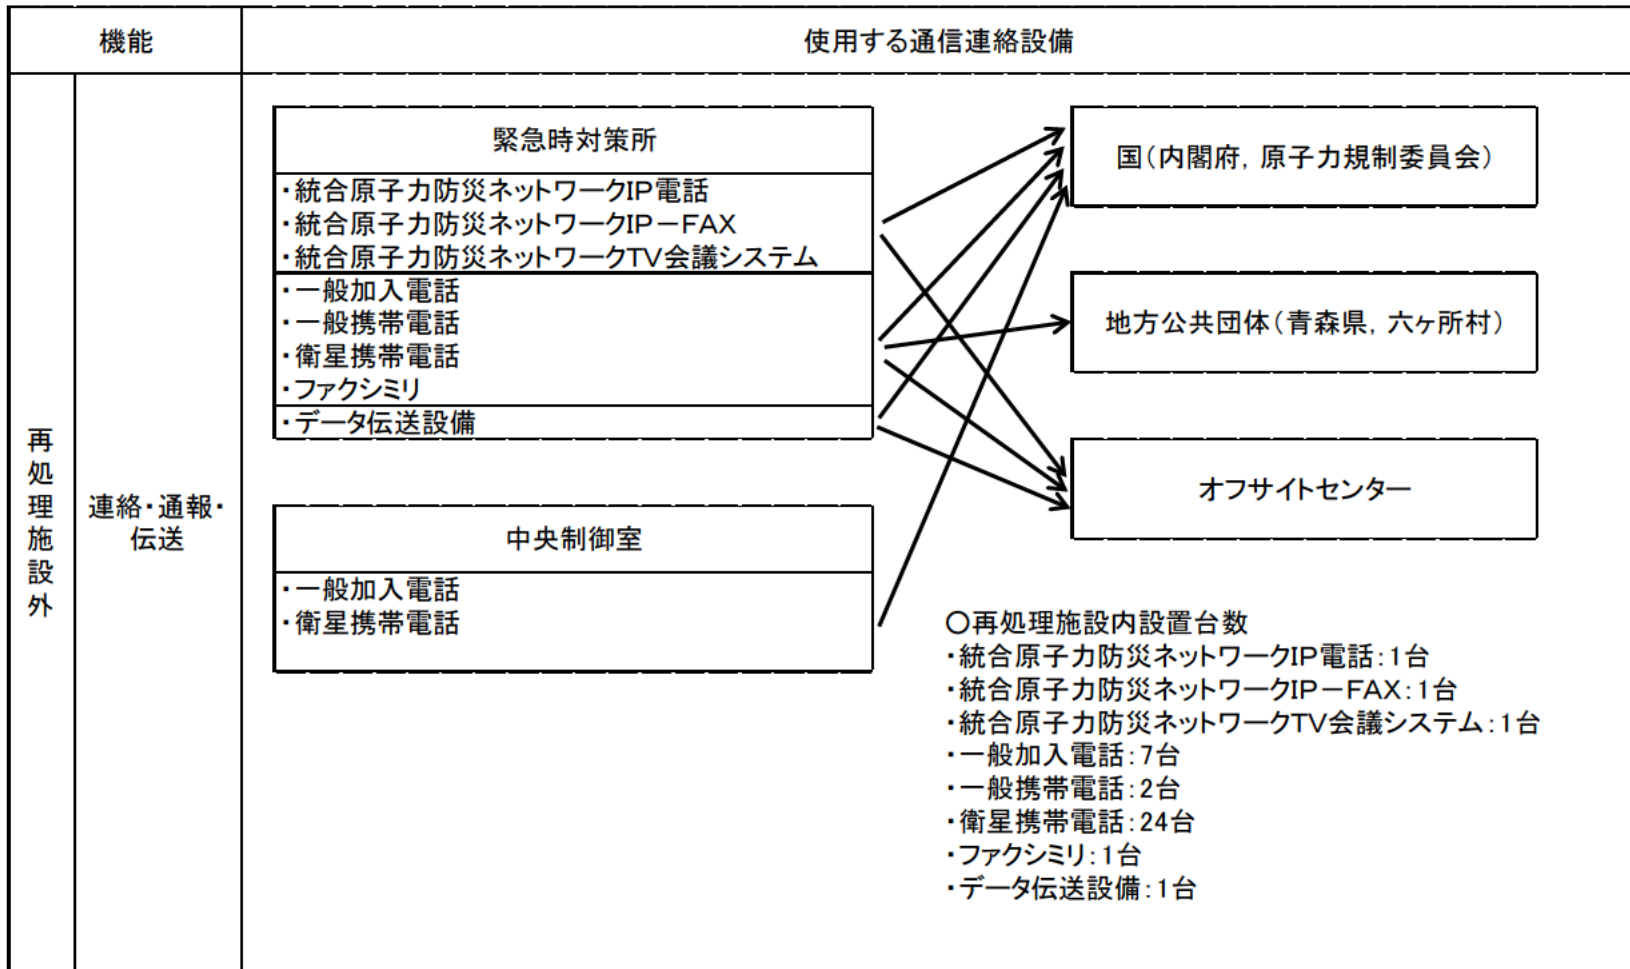 機能
使用する通信連絡設備
再処理施設外
連絡・通報・
伝送
緊急時対策所
・統合原子力防災ネットワークIP電話
・統合原子力防災ネットワークIP－FAX
・統合原子力防災ネットワークTV会議システム
・一般加入電話
・一般携帯電話
・衛星携帯電話
・ファクシミリ
・データ伝送設備
中央制御室
・一般加入電話
・衛星携帯電話
国（内閣府，原子力規制委員会）
地方公共団体（青森県，六ヶ所村）
オフサイトセンター
○再処理施設内設置台数
・統合原子力防災ネットワークIP電話：1台
・統合原子力防災ネットワークIP－FAX：1台
・統合原子力防災ネットワークTV会議システム：1台
・一般加入電話：7台
・一般携帯電話：2台
・衛星携帯電話：24台
・ファクシミリ：1台
・データ伝送設備：1台